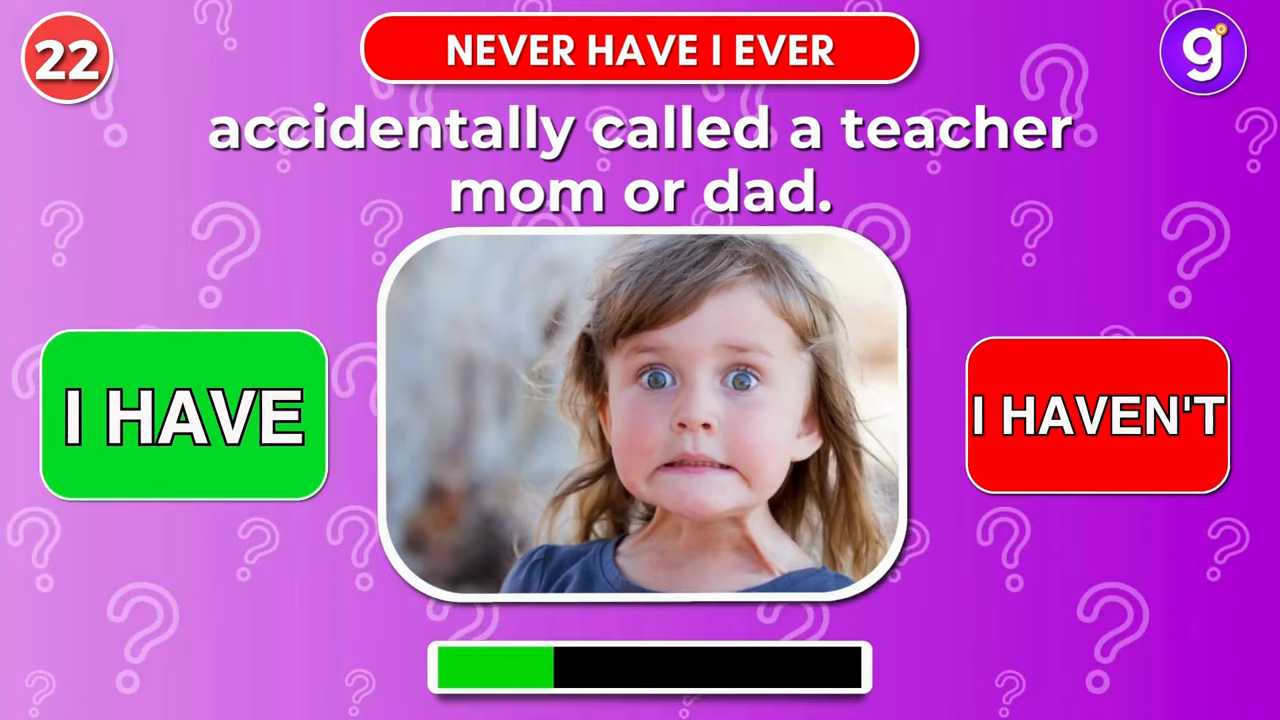 22
NEVER HAVE I EVER
g
accidentally called a teacher
mom or dad.
I HAVE
I HAVEN'T